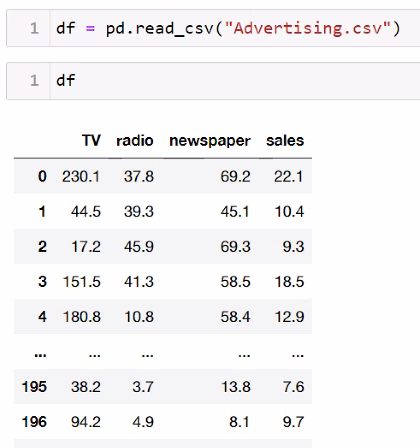 1 df = pd.read_csv("Advertising.csv")
1 df
TV radio newspaper sales
0 230.1 37.8 69.2 22.1
1 44.5 39.3 45.1 10.4
2 17.2 45.9 69.3 9.3
3 151.5 41.3 58.5 18.5
4 180.8 10.8 58.4 12.9
... ... ... ... ...
195 38.2 3.7 13.8 7.6
196 94.2 4.9 8.1 9.7